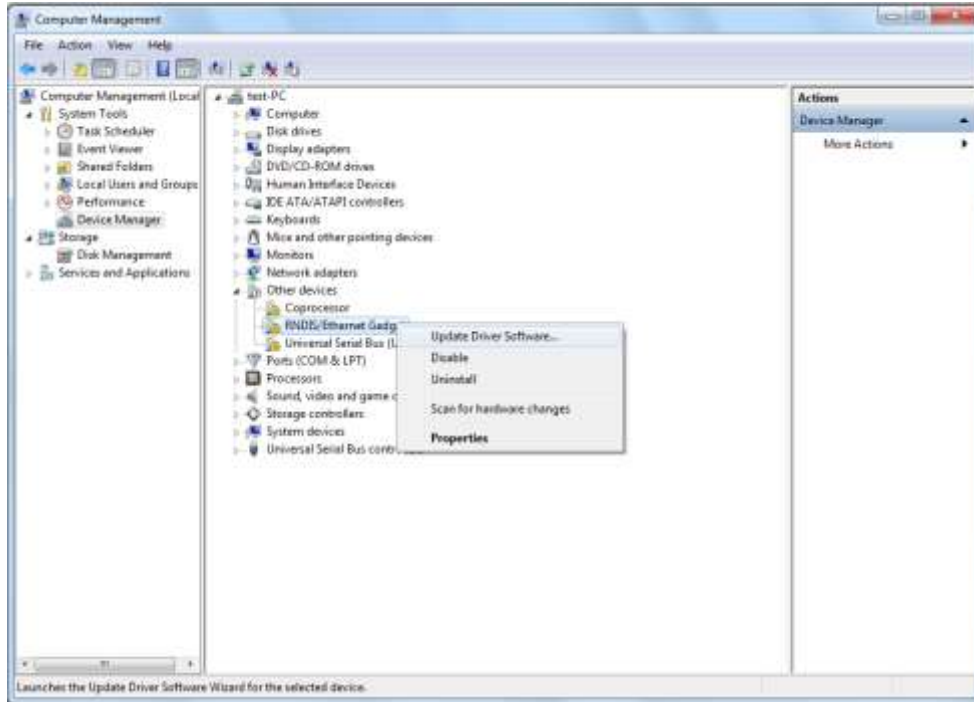 Computer Management
File Action View Help
Computer Management (Local
System Tools
Task Scheduler
Event Viewer
Shared Folders
Local Users and Groups
Performance
Device Manager
Storage
Disk Management
Services and Applications
test-PC
Computer
Disk drives
Display adapters
DVD/CD-ROM drives
Human Interface Devices
IDE ATA/ATAPI controllers
Keyboards
Mice and other pointing devices
Monitors
Network adapters
Other devices
Coprocessor
RNDIS/Ethernet Gadg
Universal Serial Bus (
Ports (COM & LPT)
Processors
Sound, video and game c
Storage controllers
System devices
Universal Serial Bus contr
Update Driver Software...
Disable
Uninstall
Scan for hardware changes
Properties
Actions
Device Manager
More Actions
Launches the Update Driver Software Wizard for the selected device.